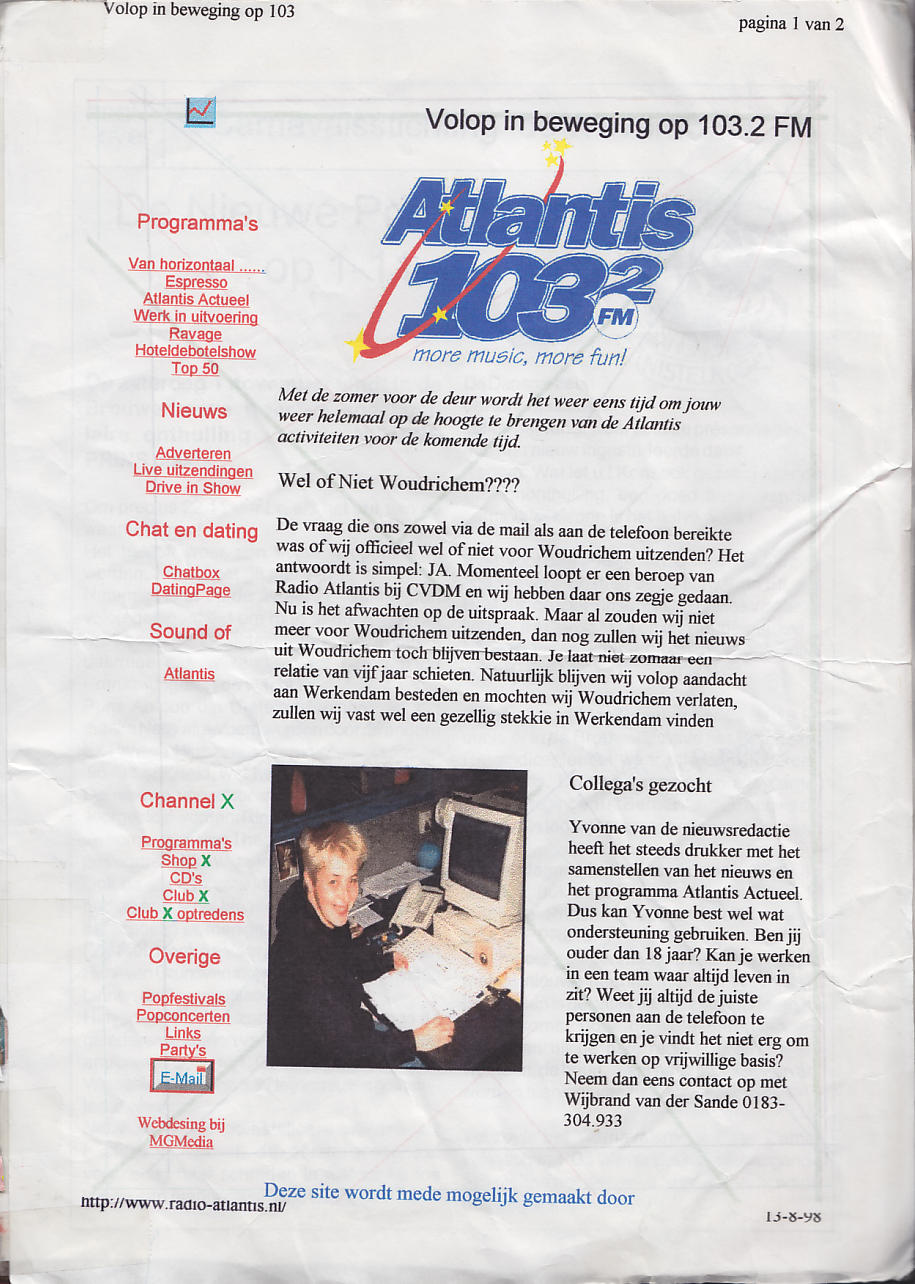 Volop in beweging op 103
pagina 1 van 2
Volop in beweging op 103.2 FM
Atlantis
103.2
FM
more music, more fun!
Programma's
Van horizontaal ......
Espresso
Atlantis Actueel
Werk in uitvoering
Ravage
Hoteldebotelshow
Top 50
Nieuws
Adverteren
Live uitzendingen
Drive in Show
Chat en dating
Chatbox
DatingPage
Sound of
Atlantis
Channel X
Programma's
Shop X
CD's
Club X
Club X optredens
Overige
Popfestivals
Popconcerten
Links
Party's
E-Mail
Webdesing bij
MGMedia
Met de zomer voor de deur wordt het weer eens tijd om jouw
weer helemaal op de hoogte te brengen van de Atlantis
activiteiten voor de komende tijd.
Wel of Niet Woudrichem????
De vraag die ons zowel via de mail als aan de telefoon bereikte
was of wij officieel wel of niet voor Woudrichem uitzenden? Het
antwoordt is simpel: JA. Momenteel loopt er een beroep van
Radio Atlantis bij CVDM en wij hebben daar ons zegje gedaan.
Nu is het afwachten op de uitspraak. Maar al zouden wij niet
meer voor Woudrichem uitzenden, dan nog zullen wij het nieuws
uit Woudrichem toch blijven bestaan. Je laat niet zomaar een
relatie van vijf jaar schieten. Natuurlijk blijven wij volop aandacht
aan Werkendam besteden en mochten wij Woudrichem verlaten,
zullen wij vast wel een gezellig stekkie in Werkendam vinden
Collega's gezocht
Yvonne van de nieuwsredactie
heeft het steeds drukker met het
samenstellen van het nieuws en
het programma Atlantis Actueel.
Dus kan Yvonne best wel wat
ondersteuning gebruiken. Ben jij
ouder dan 18 jaar? Kan je werken
in een team waar altijd leven in
zit? Weet jij altijd de juiste
personen aan de telefoon te
krijgen en je vindt het niet erg om
te werken op vrijwillige basis?
Neem dan eens contact op met
Wijbrand van der Sande 0183-
304.933
Deze site wordt mede mogelijk gemaakt door
http://www.radio-atlantis.nl/
13-8-98